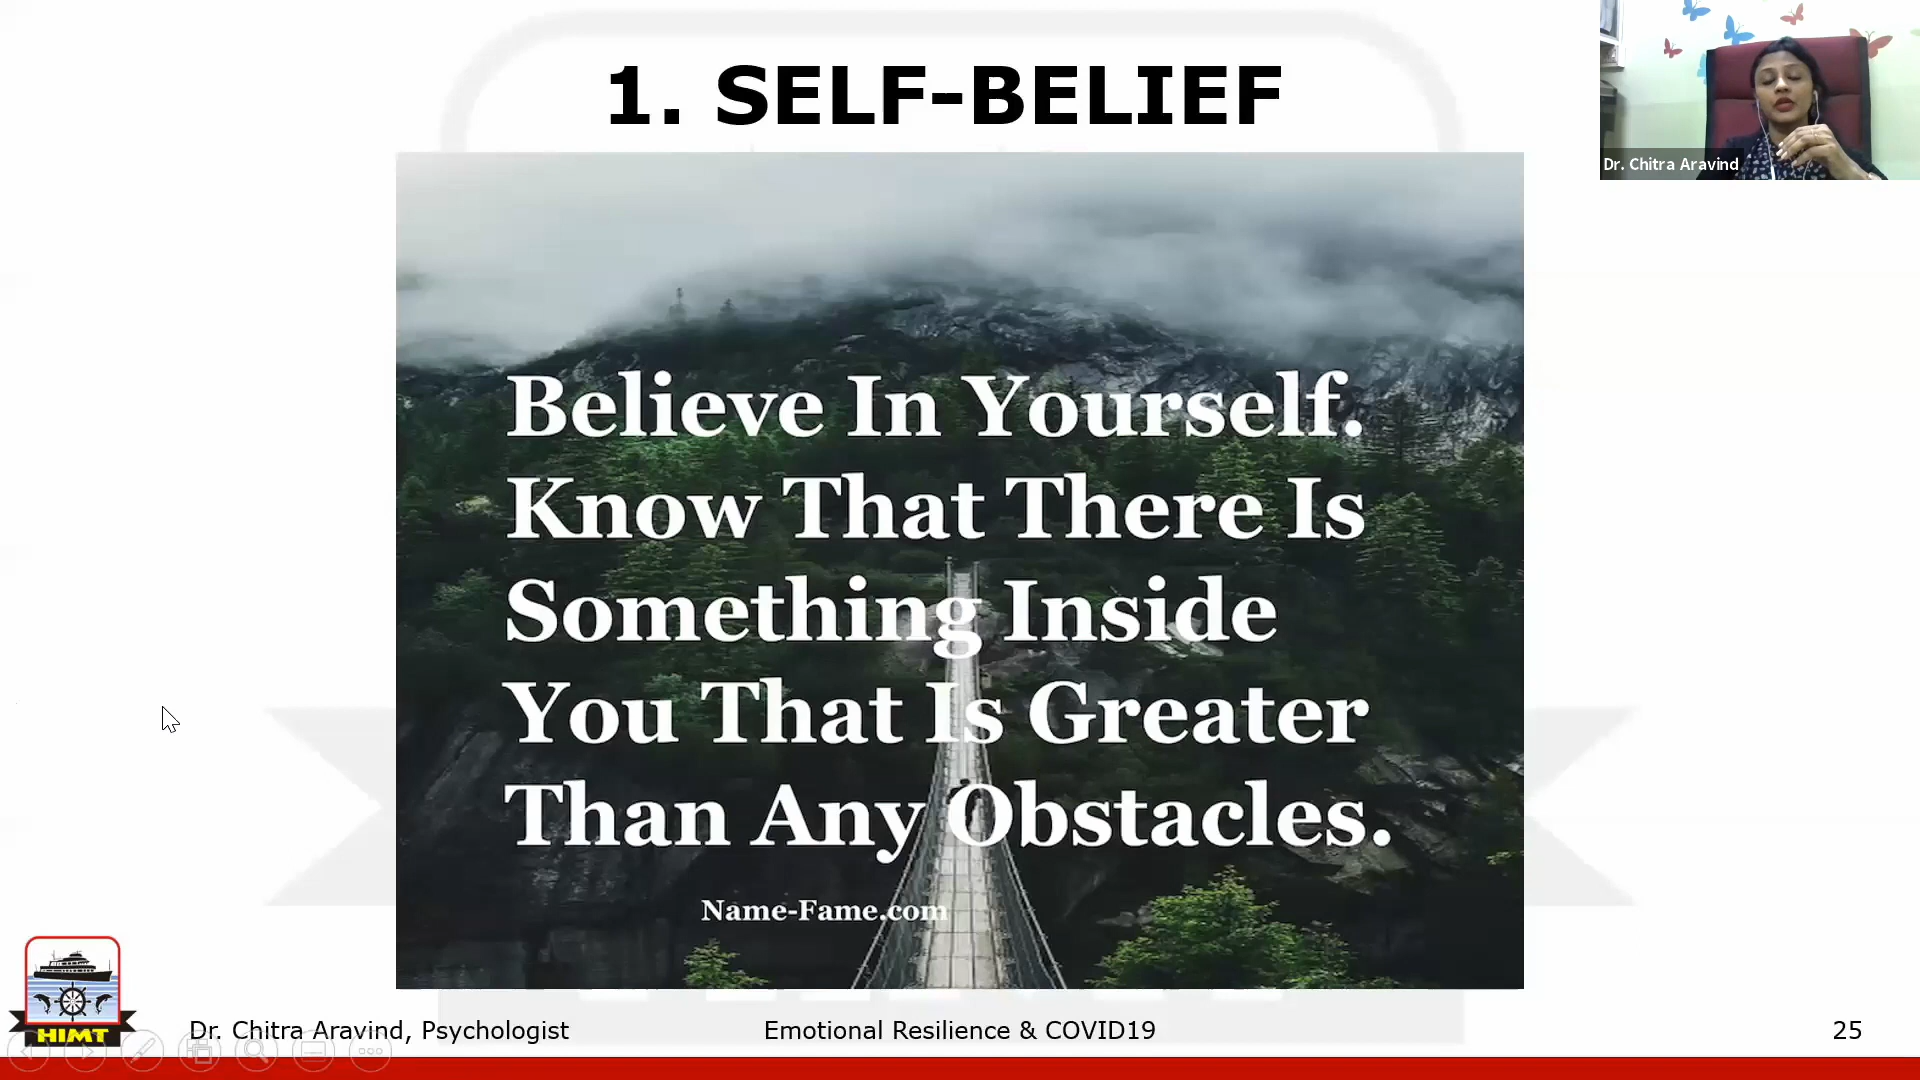 1. SELF-BELIEF
Dr. Chitra Aravind
Believe In Yourself.
Know That There Is
Something Inside
You That Is Greater
Than Any Obstacles.
Name-Fame.com
HIMT
Dr. Chitra Aravind, Psychologist
Emotional Resilience & COVID19
25